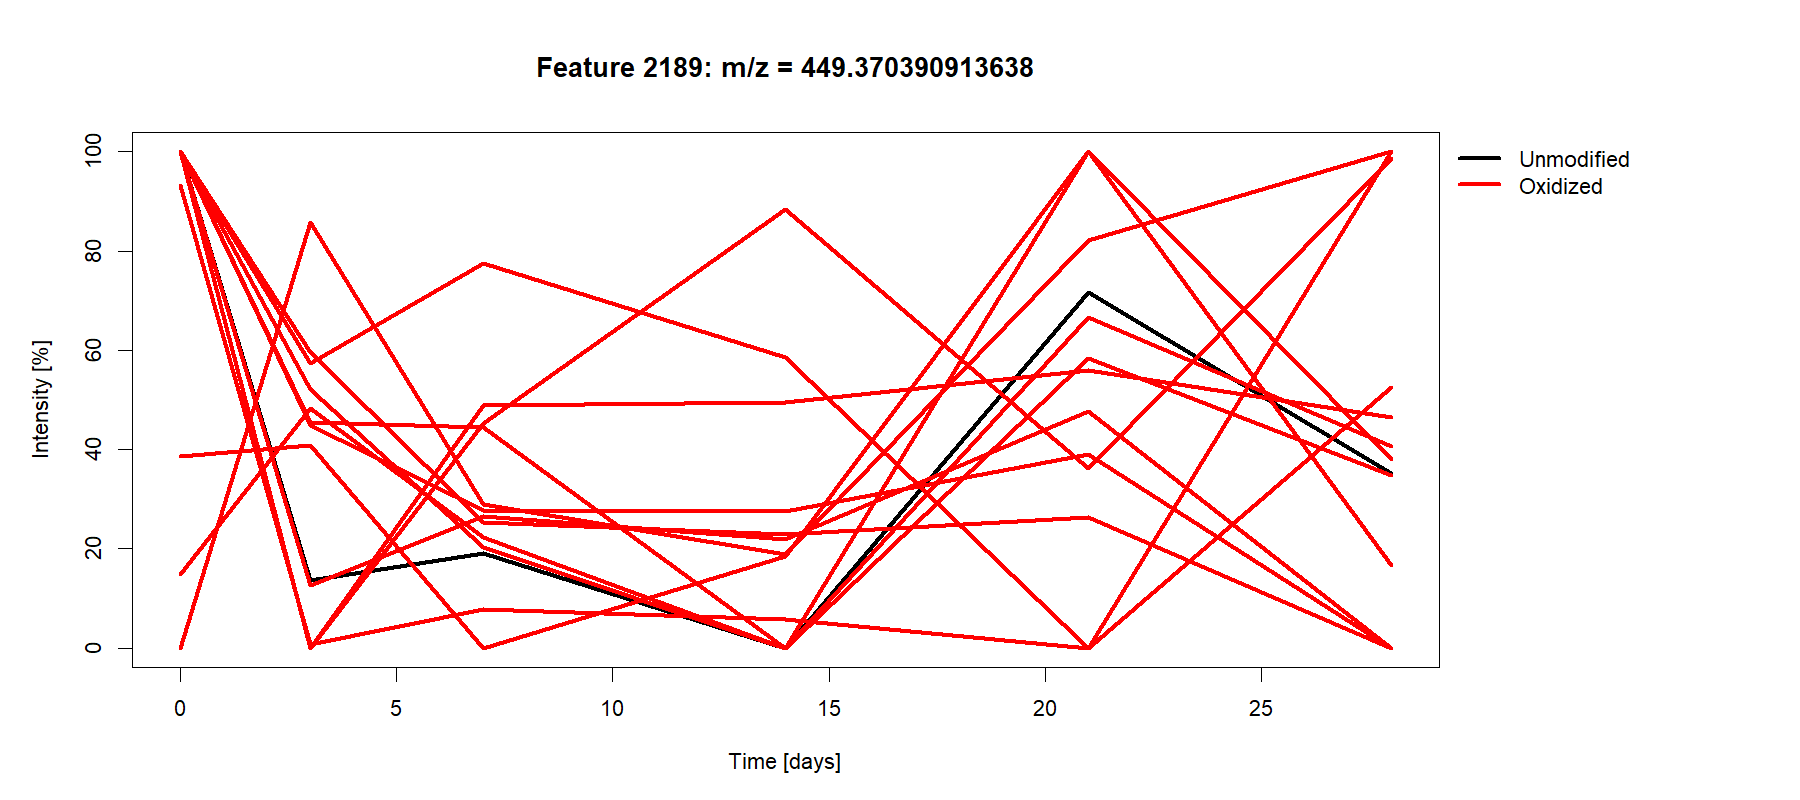 Feature 2189: m/z = 449.370390913638
Unmodified
Oxidized
Intensity [%]
100
80
60
40
20
0
0 5 10 15 20 25
Time [days]